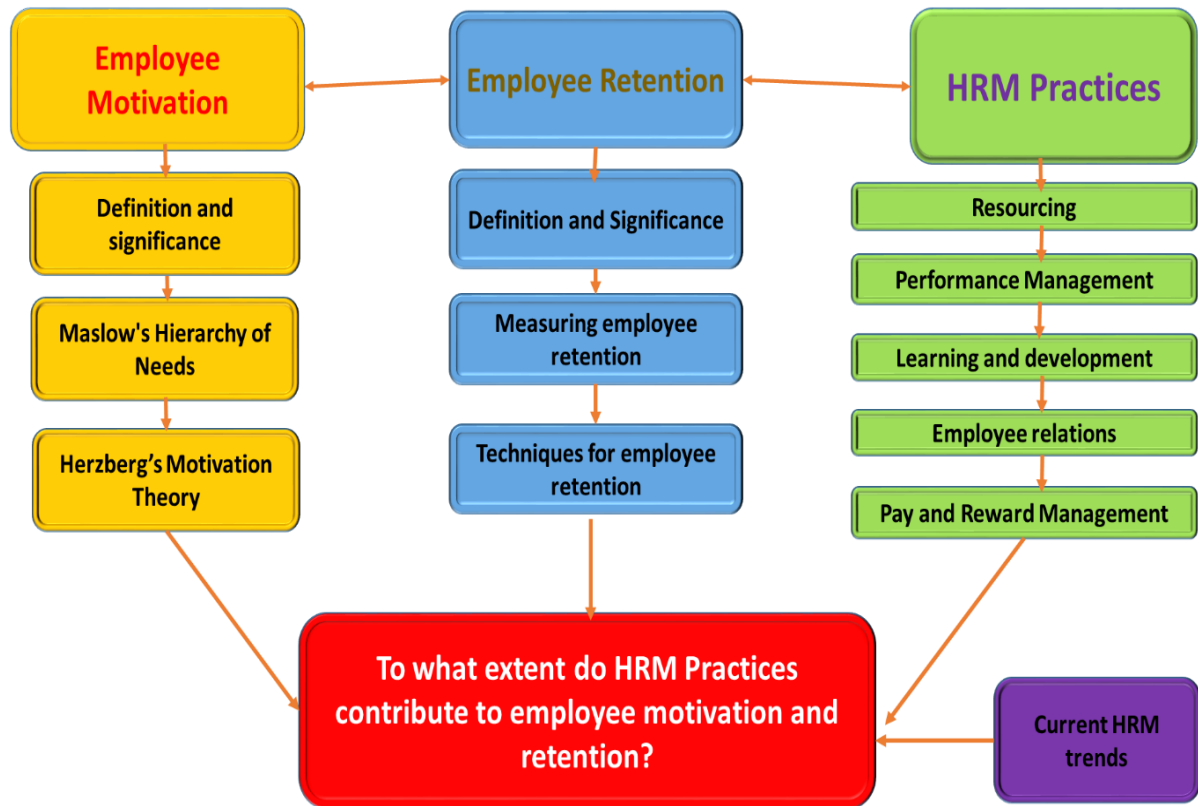 Employee
Motivation
Employee Retention
HRM Practices
Definition and
significance
Maslow's Hierarchy of
Needs
Herzberg’s Motivation
Theory
Definition and Significance
Measuring employee
retention
Techniques for employee
retention
Resourcing
Performance Management
Learning and development
Employee relations
Pay and Reward Management
To what extent do HRM Practices
contribute to employee motivation and
retention?
Current HRM
trends